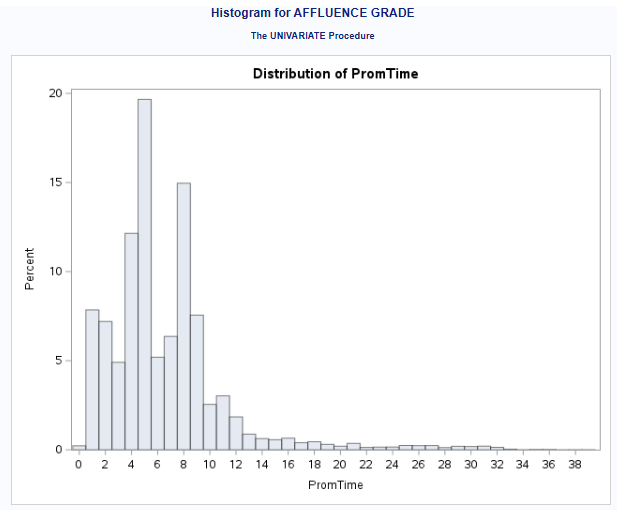 Histogram for AFFLUENCE GRADE
The UNIVARIATE Procedure
Distribution of PromTime
20
15
10
5
0
Percent
0 2 4 6 8 10 12 14 16 18 20 22 24 26 28 30 32 34 36 38
PromTime